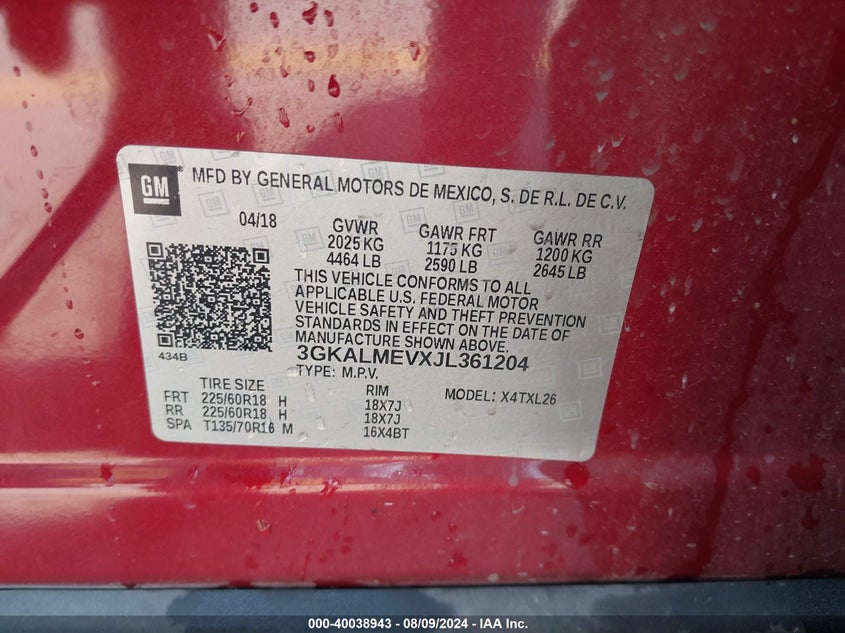 GM
MFD BY GENERAL MOTORS DE MEXICO, S. DE R.L. DE C.V.
04/18 GVWR GAWR FRT GAWR RR
2025 KG 1175 KG 1200 KG
4464 LB 2590 LB 2645 LB
THIS VEHICLE CONFORMS TO ALL
APPLICABLE U.S. FEDERAL MOTOR
VEHICLE SAFETY AND THEFT PREVENTION
STANDARDS IN EFFECT ON THE DATE OF
MANUFACTURE SHOWN ABOVE.
434B
3GKALMEVXJL361204
TYPE: M.P.V. MODEL: X4TXL26
TIRE SIZE RIM
FRT 225/60R18 H 18X7J
RR 225/60R18 H 18X7J
SPA T135/70R16 M 16X4BT
000-40038943 - 08/09/2024 - IAA Inc.